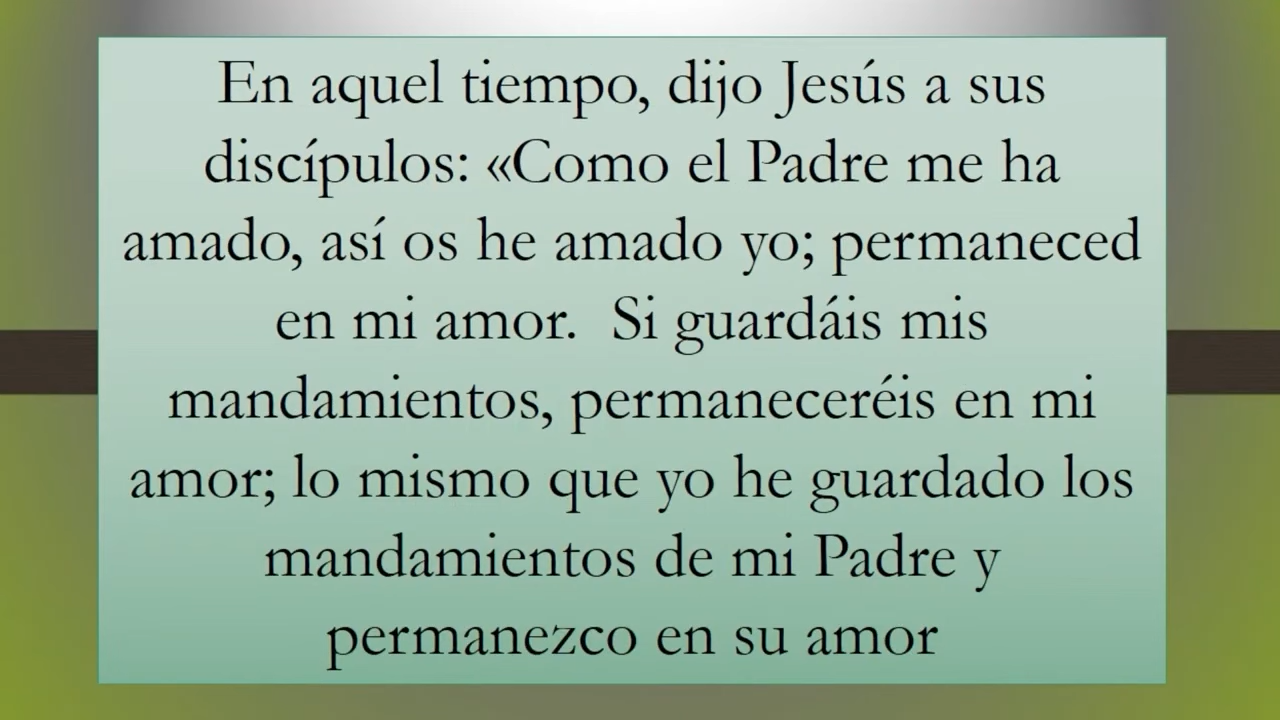 En aquel tiempo, dijo Jesús a sus
discípulos: «Como el Padre me ha
amado, así os he amado yo; permaneced
en mi amor.  Si guardáis mis
mandamientos, permaneceréis en mi
amor; lo mismo que yo he guardado los
mandamientos de mi Padre y
permanezco en su amor